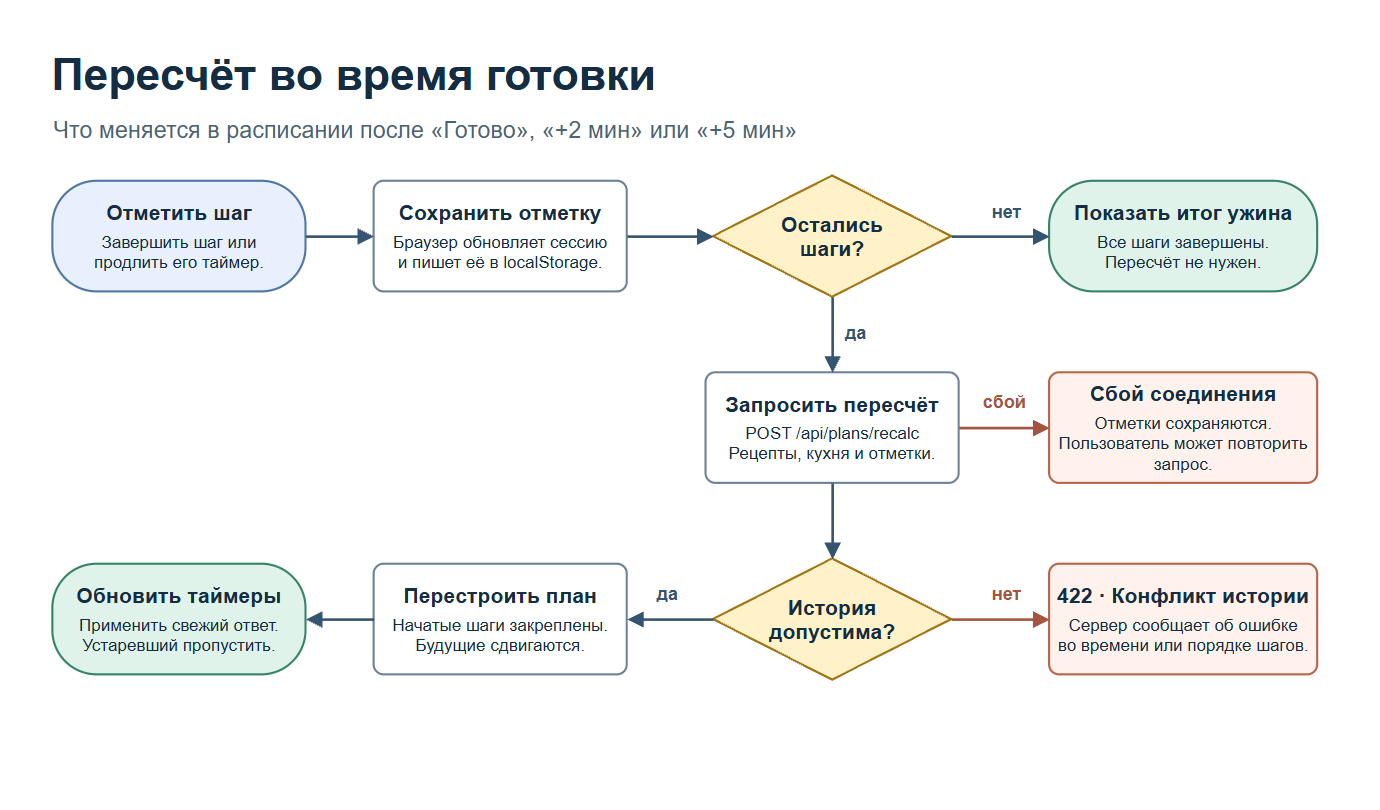 Пересчёт во время готовки
Что меняется в расписании после «Готово», «+2 мин» или «+5 мин»
Отметить шаг
Завершить шаг или
продлить его таймер.
Сохранить отметку
Браузер обновляет сессию
и пишет её в localStorage.
Остались
шаги?
нет
Показать итог ужина
Все шаги завершены.
Пересчёт не нужен.
да
Запросить пересчёт
POST /api/plans/recalc
Рецепты, кухня и отметки.
сбой
Сбой соединения
Отметки сохраняются.
Пользователь может повторить
запрос.
Обновить таймеры
Применить свежий ответ.
Устаревший пропустить.
Перестроить план
Начатые шаги закреплены.
Будущие сдвигаются.
да
История
допустима?
нет
422 · Конфликт истории
Сервер сообщает об ошибке
во времени или порядке шагов.